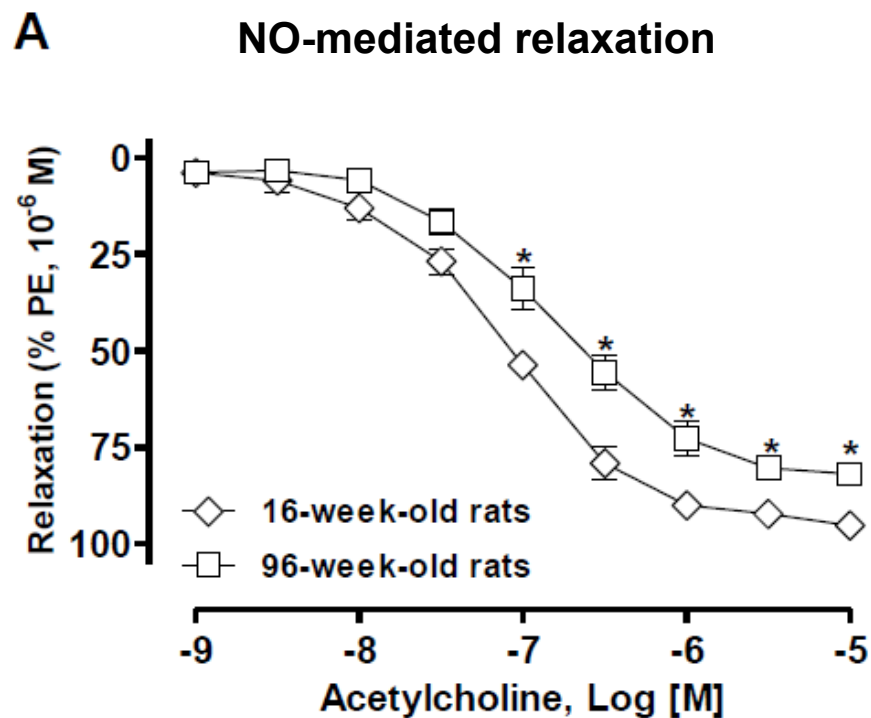 A
NO-mediated relaxation
Relaxation (% PE, 10⁻⁶ M)
0
25
50
75
100
*
*
*
*
*
16-week-old rats
96-week-old rats
-9 -8 -7 -6 -5
Acetylcholine, Log [M]